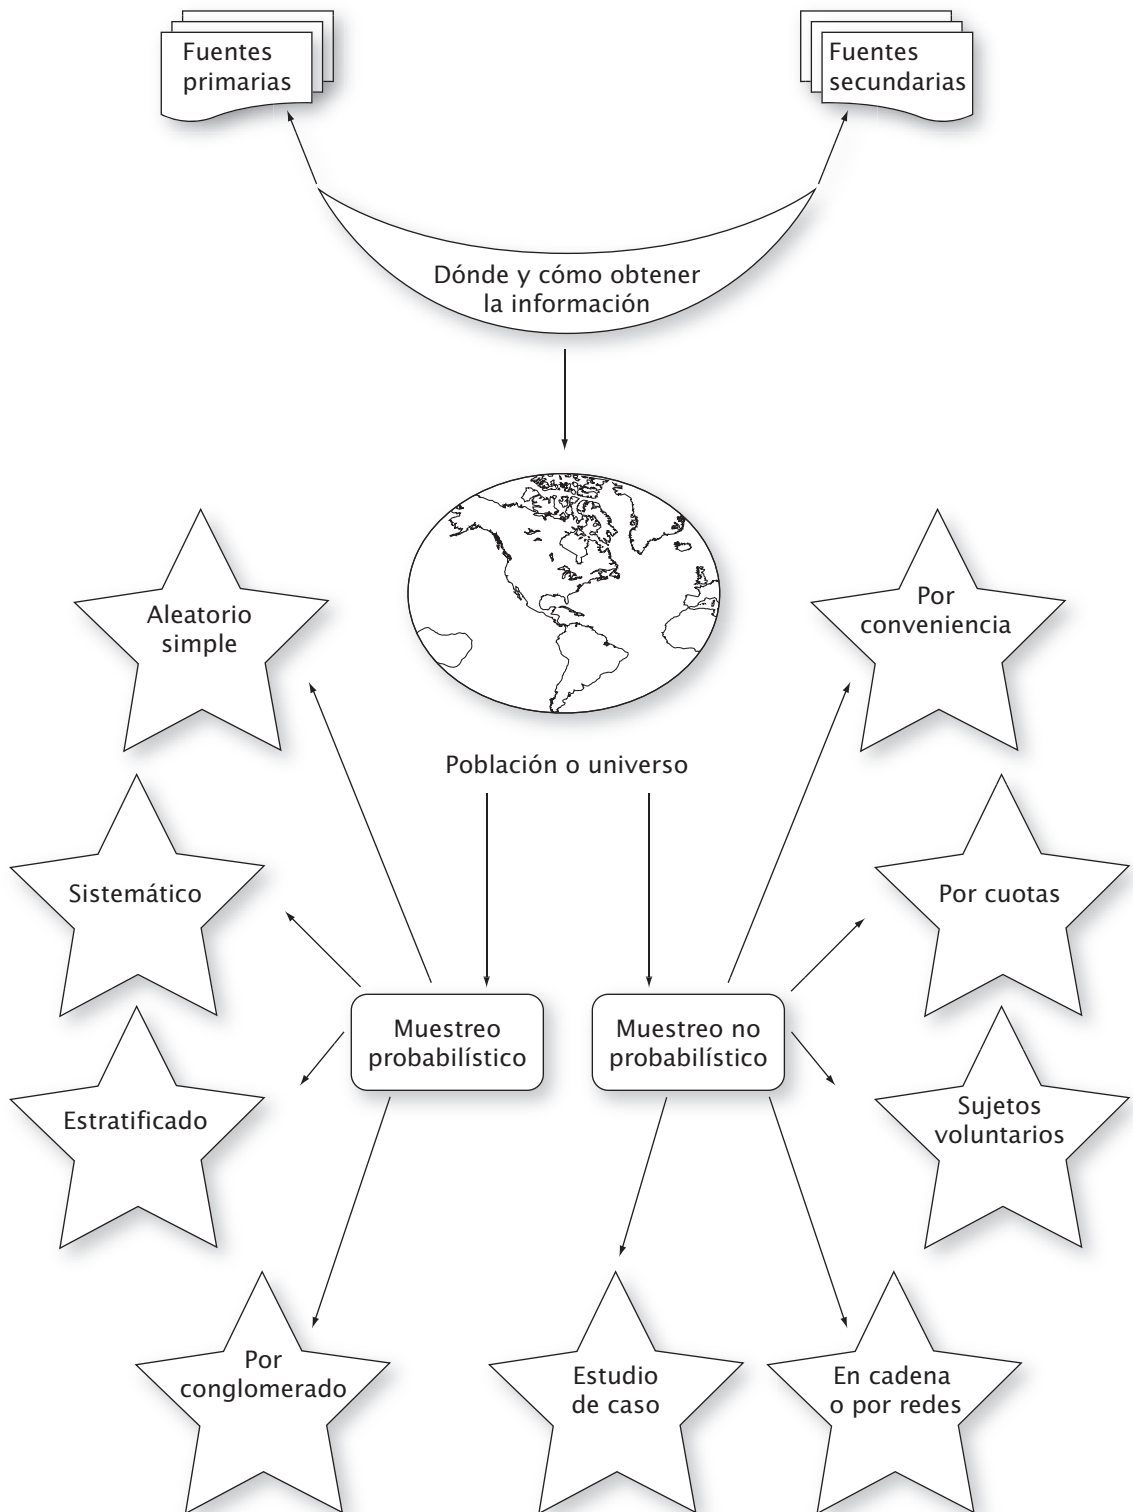 Fuentes
primarias
Fuentes
secundarias
Dónde y cómo obtener
la información
Aleatorio
simple
Por
conveniencia
Población o universo
Sistemático
Por cuotas
Muestreo
probabilístico
Muestreo no
probabilístico
Estratificado
Sujetos
voluntarios
Por
conglomerado
Estudio
de caso
En cadena
o por redes